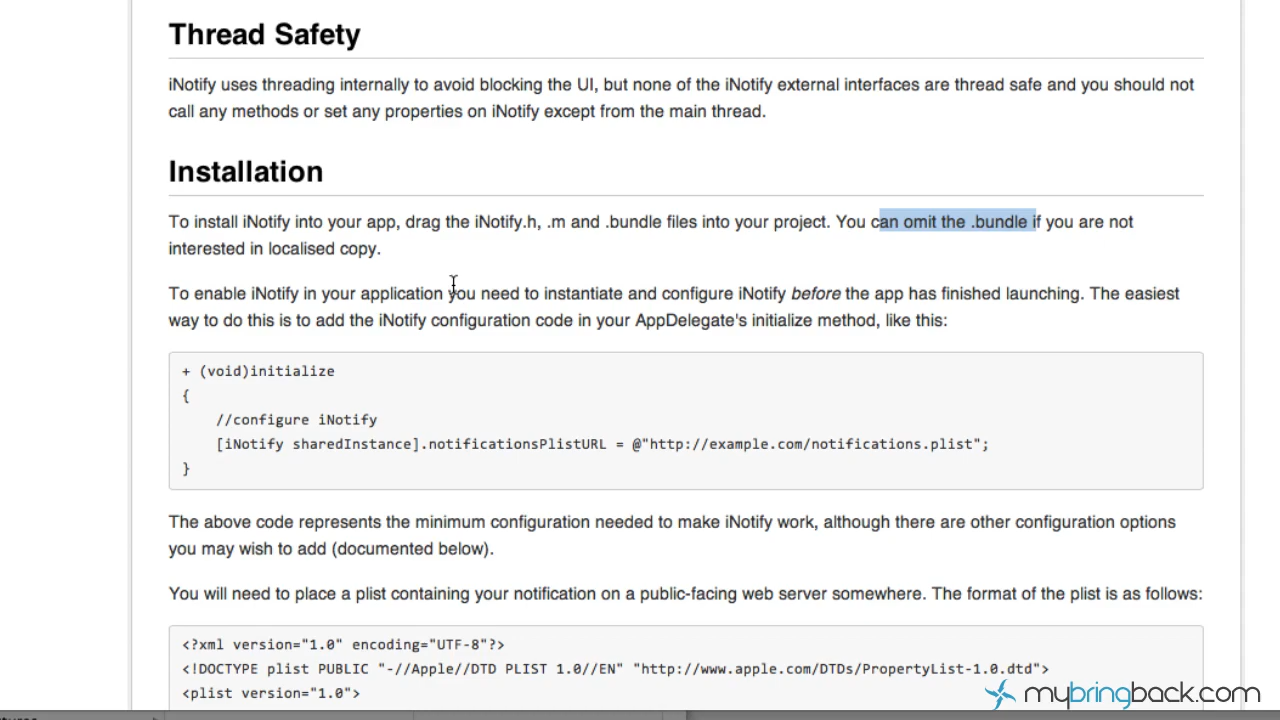 Thread Safety
iNotify uses threading internally to avoid blocking the UI, but none of the iNotify external interfaces are thread safe and you should not
call any methods or set any properties on iNotify except from the main thread.
Installation
To install iNotify into your app, drag the iNotify.h, .m and .bundle files into your project. You can omit the .bundle if you are not
interested in localised copy.
To enable iNotify in your application you need to instantiate and configure iNotify before the app has finished launching. The easiest
way to do this is to add the iNotify configuration code in your AppDelegate's initialize method, like this:
+ (void)initialize
{
//configure iNotify
[iNotify sharedInstance].notificationsPlistURL = @"http://example.com/notifications.plist";
}
The above code represents the minimum configuration needed to make iNotify work, although there are other configuration options
you may wish to add (documented below).
You will need to place a plist containing your notification on a public-facing web server somewhere. The format of the plist is as follows:
<?xml version="1.0" encoding="UTF-8"?>
<!DOCTYPE plist PUBLIC "-//Apple//DTD PLIST 1.0//EN" "http://www.apple.com/DTDs/PropertyList-1.0.dtd">
<plist version="1.0">
mybringback.com